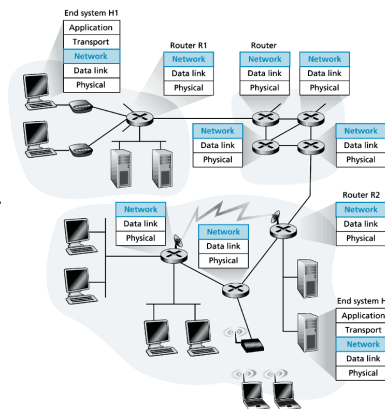 End system H1
Application
Transport
Network
Data link
Physical
Router R1
Network
Data link
Physical
Router
Network
Data link
Physical
Network
Data link
Physical
Network
Data link
Physical
Network
Data link
Physical
Router R2
Network
Data link
Physical
Network
Data link
Physical
Network
Data link
Physical
End system H
Application
Transport
Network
Data link
Physical